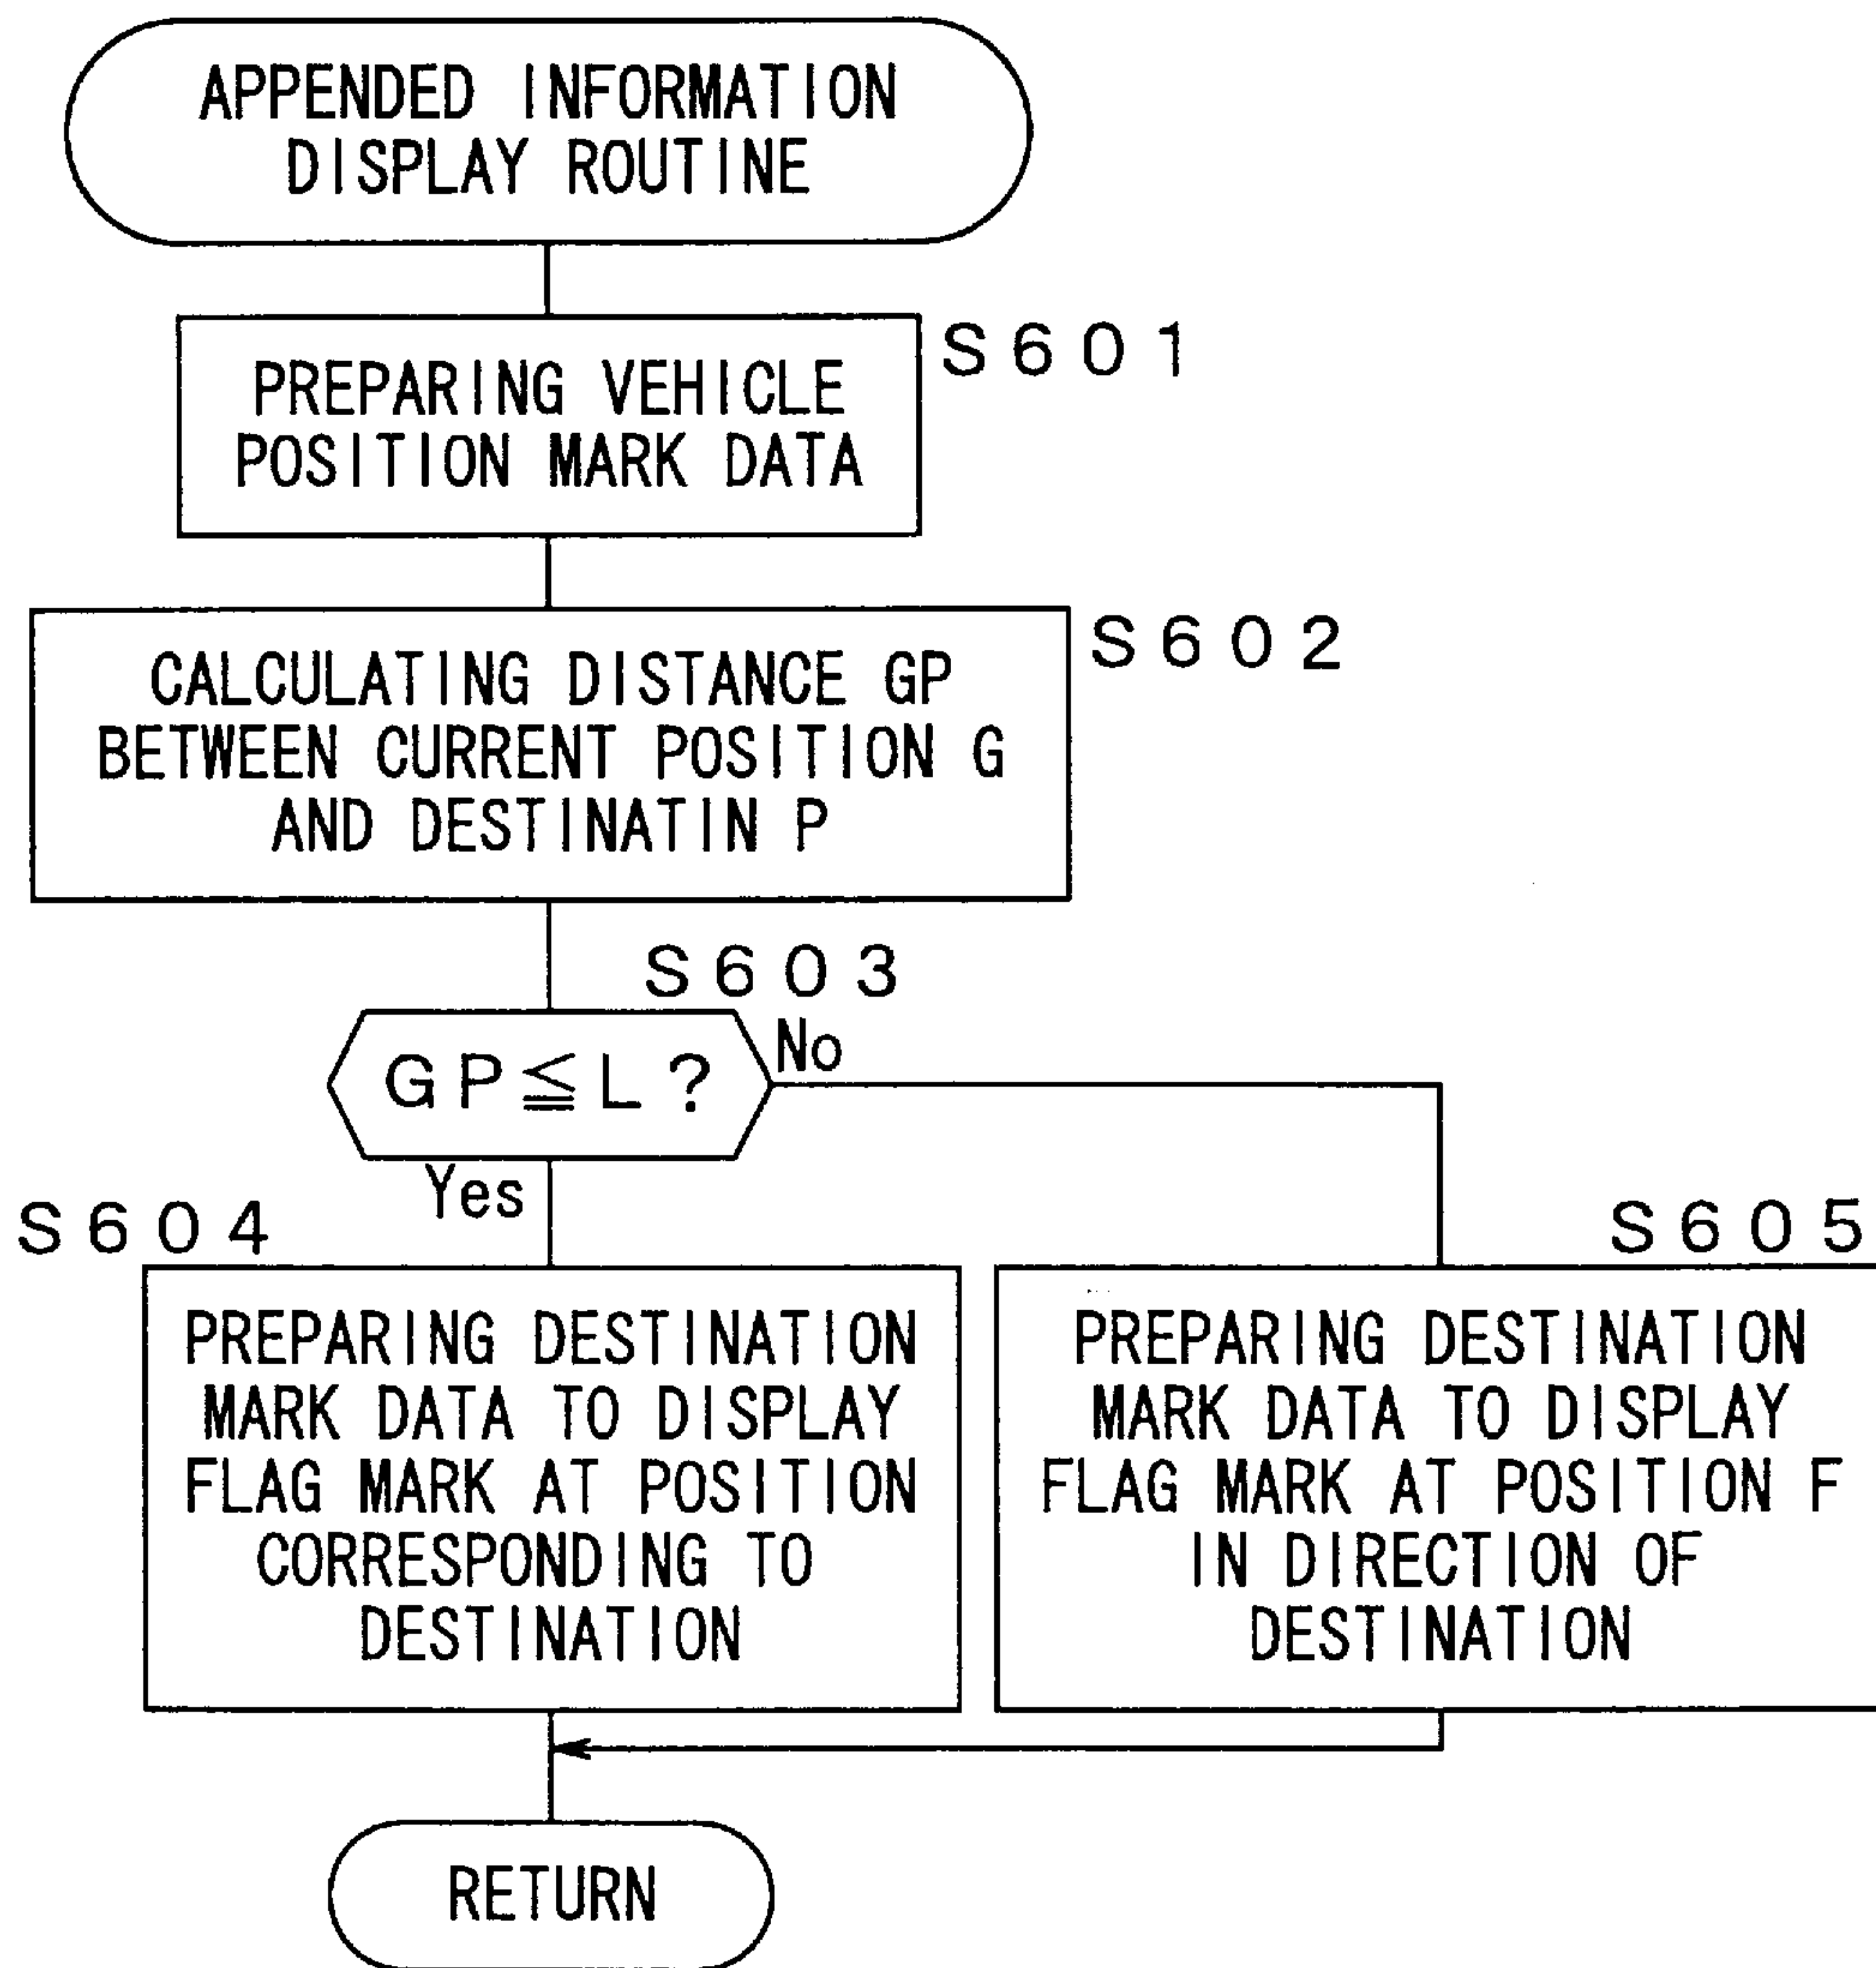 APPENDED INFORMATION
DISPLAY ROUTINE
S601
PREPARING VEHICLE
POSITION MARK DATA
S602
CALCULATING DISTANCE GP
BETWEEN CURRENT POSITION G
AND DESTINATIN P
S603
GP≦L?
No
Yes
S604
PREPARING DESTINATION
MARK DATA TO DISPLAY
FLAG MARK AT POSITION
CORRESPONDING TO
DESTINATION
S605
PREPARING DESTINATION
MARK DATA TO DISPLAY
FLAG MARK AT POSITION F
IN DIRECTION OF
DESTINATION
RETURN